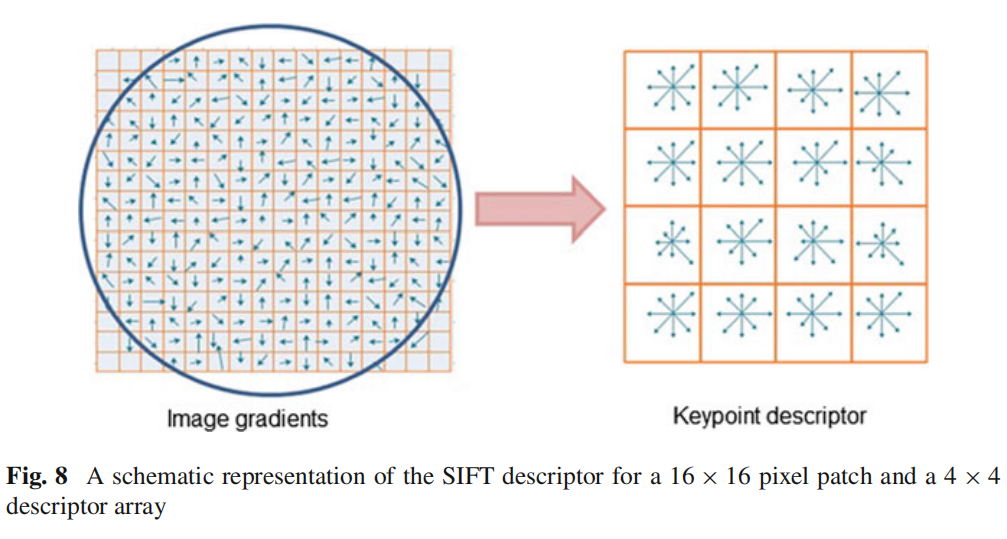 Image gradients
Keypoint descriptor
Fig. 8 A schematic representation of the SIFT descriptor for a 16 × 16 pixel patch and a 4 × 4
descriptor array